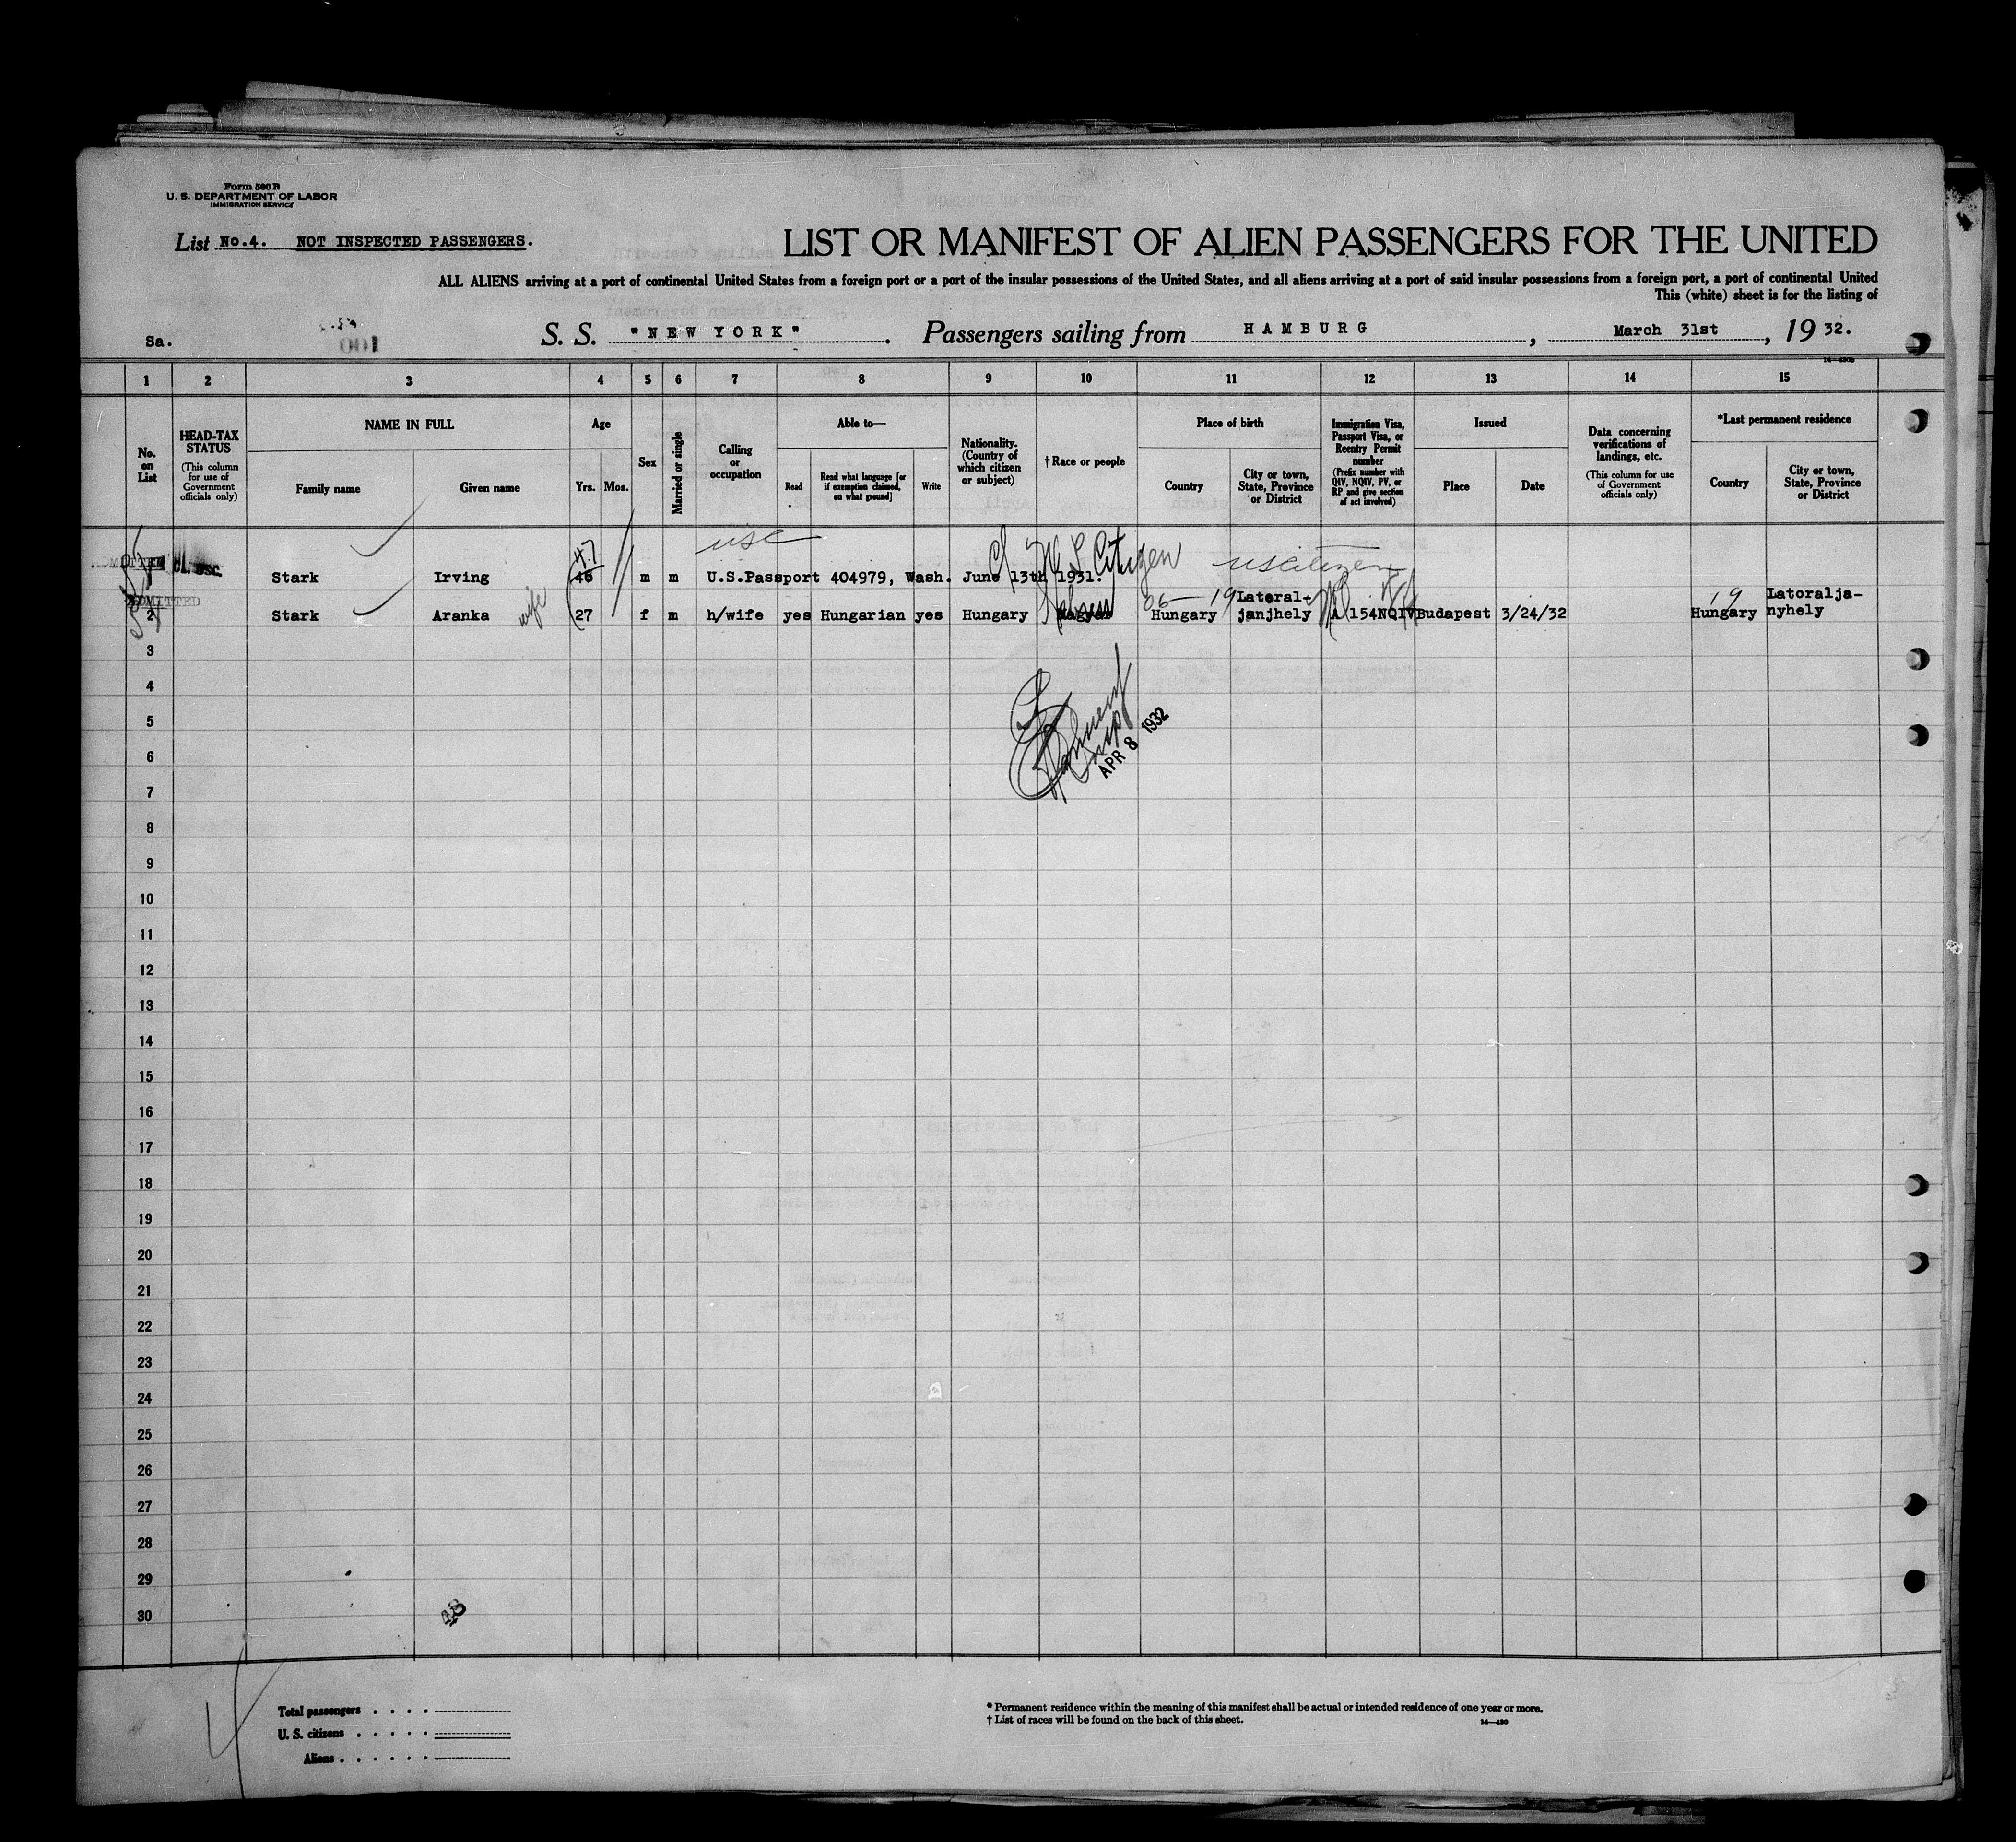 Form 500 B
U. S. DEPARTMENT OF LABOR
IMMIGRATION SERVICE
List No.4. NOT INSPECTED PASSENGERS.
LIST OR MANIFEST OF ALIEN PASSENGERS FOR THE UNITED
ALL ALIENS arriving at a port of continental United States from a foreign port or a port of the insular possessions of the United States, and all aliens arriving at a port of said insular possessions from a foreign port, a port of continental United
This (white) sheet is for the listing of
Sa. S. S. "NEW YORK" . Passengers sailing from HAMBURG , March 31st , 19 32.
1 2 3 4 5 6 7 8 9 10 11 12 13 14 15
No. on List
HEAD-TAX STATUS
(This column for use of Government officials only)
NAME IN FULL
Family name
Given name
Age
Yrs. Mos.
Sex
Married or single
Calling or occupation
Able to—
Read
Read what language [or if exemption claimed, on what ground]
Write
Nationality. (Country of which citizen or subject)
† Race or people
Place of birth
Country
City or town, State, Province or District
Immigration Visa, Passport Visa, or Reentry Permit number
(Prefix number with QIV, NQIV, PV, or RP and give section of act involved)
Issued
Place
Date
Data concerning verifications of landings, etc.
(This column for use of Government officials only)
*Last permanent residence
Country
City or town, State, Province or District
usc U S Citizen uscitizen
47
Stark Irving 46 m m U.S.Passport 404979, Wash. June 13th 1931.
ADMITTED
2 Stark Aranka wife 27 f m h/wife yes Hungarian yes Hungary Magyar Hungary Latoral-janjhely 154NQIV Budapest 3/24/32 19 Hungary Latoralja-nyhely
3
4
5
6
APR 8 1932
7
8
9
10
11
12
13
14
15
16
17
18
19
20
21
22
23
24
25
26
27
28
29
30
48
Total passengers . . . .
U. S. citizens . . . . .
Aliens . . . . . .
* Permanent residence within the meaning of this manifest shall be actual or intended residence of one year or more.
† List of races will be found on the back of this sheet.
14—430